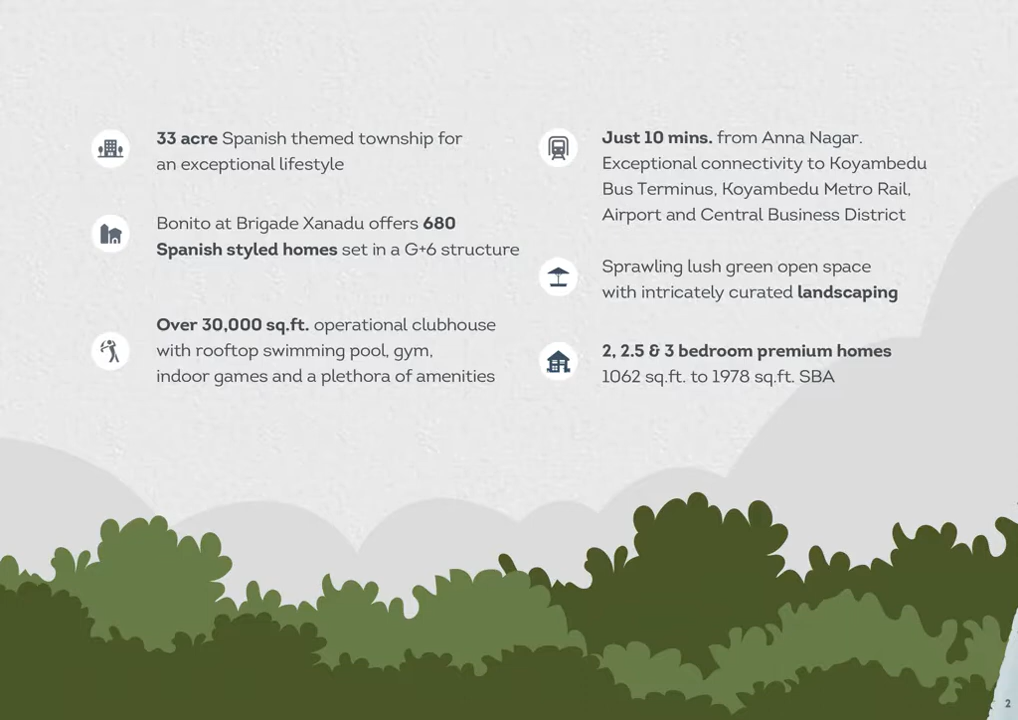 33 acre Spanish themed township for
an exceptional lifestyle
Bonito at Brigade Xanadu offers 680
Spanish styled homes set in a G+6 structure
Over 30,000 sq.ft. operational clubhouse
with rooftop swimming pool, gym,
indoor games and a plethora of amenities
Just 10 mins. from Anna Nagar.
Exceptional connectivity to Koyambedu
Bus Terminus, Koyambedu Metro Rail,
Airport and Central Business District
Sprawling lush green open space
with intricately curated landscaping
2, 2.5 & 3 bedroom premium homes
1062 sq.ft. to 1978 sq.ft. SBA
2